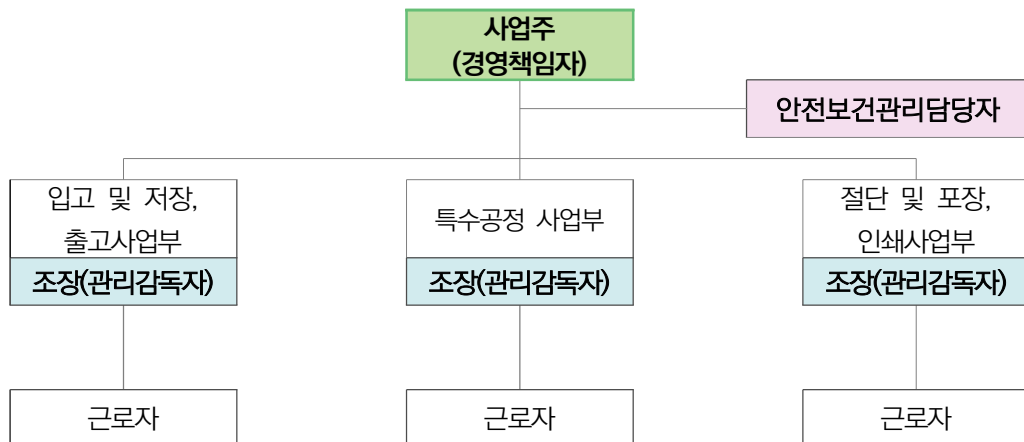 사업주
(경영책임자)
안전보건관리담당자
입고 및 저장,
출고사업부
조장(관리감독자)
특수공정 사업부
조장(관리감독자)
절단 및 포장,
인쇄사업부
조장(관리감독자)
근로자
근로자
근로자